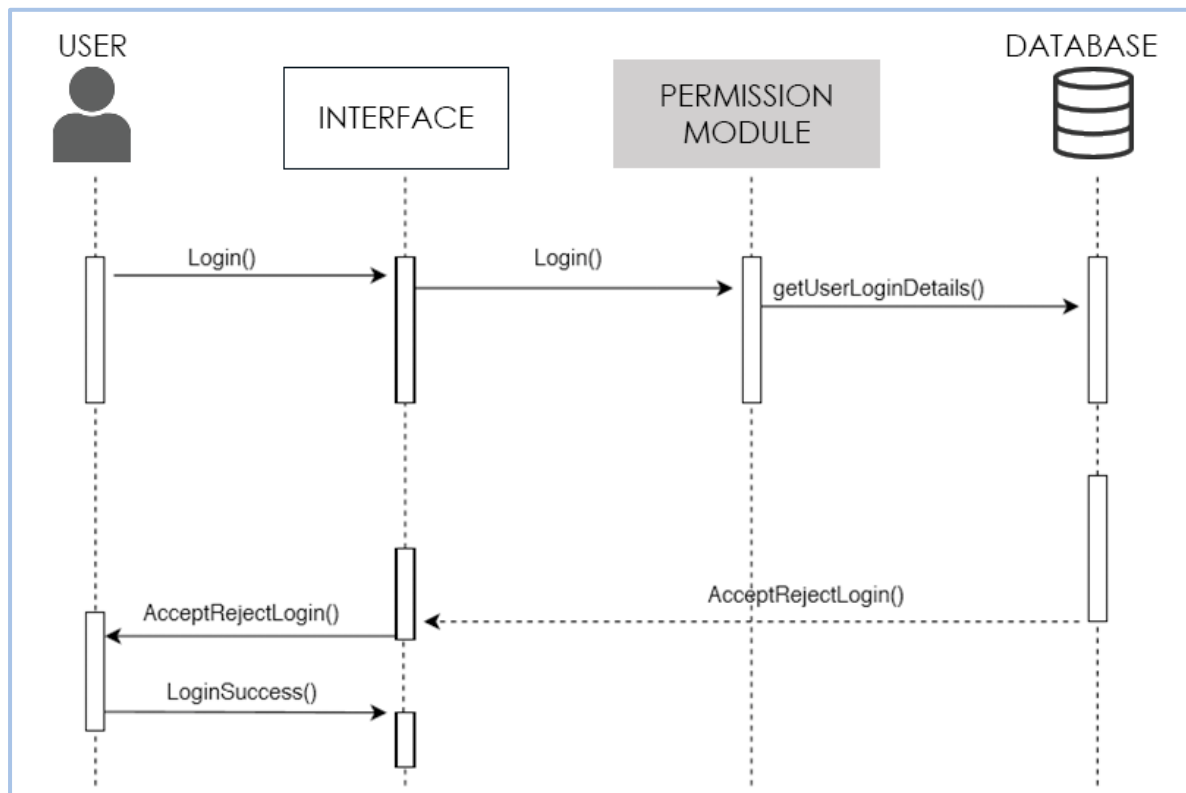 USER
DATABASE
INTERFACE
PERMISSION
MODULE
Login()
Login()
getUserLoginDetails()
AcceptRejectLogin()
AcceptRejectLogin()
LoginSuccess()